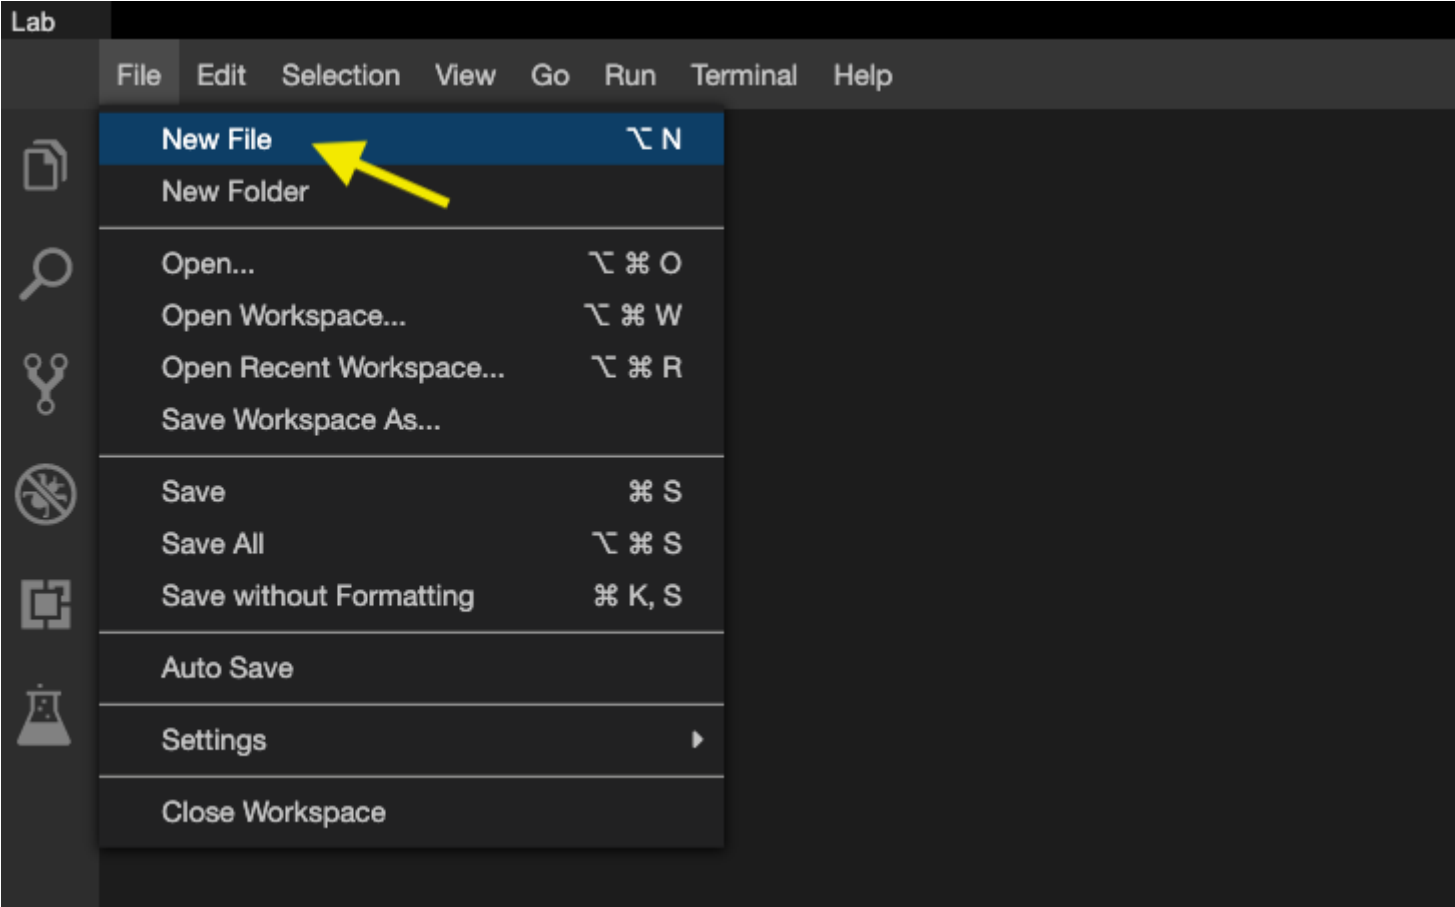 Lab
File Edit Selection View Go Run Terminal Help
New File ⌥ N
New Folder
Open... ⌥ ⌘ O
Open Workspace... ⌥ ⌘ W
Open Recent Workspace... ⌥ ⌘ R
Save Workspace As...
Save ⌘ S
Save All ⌥ ⌘ S
Save without Formatting ⌘ K, S
Auto Save
Settings
Close Workspace